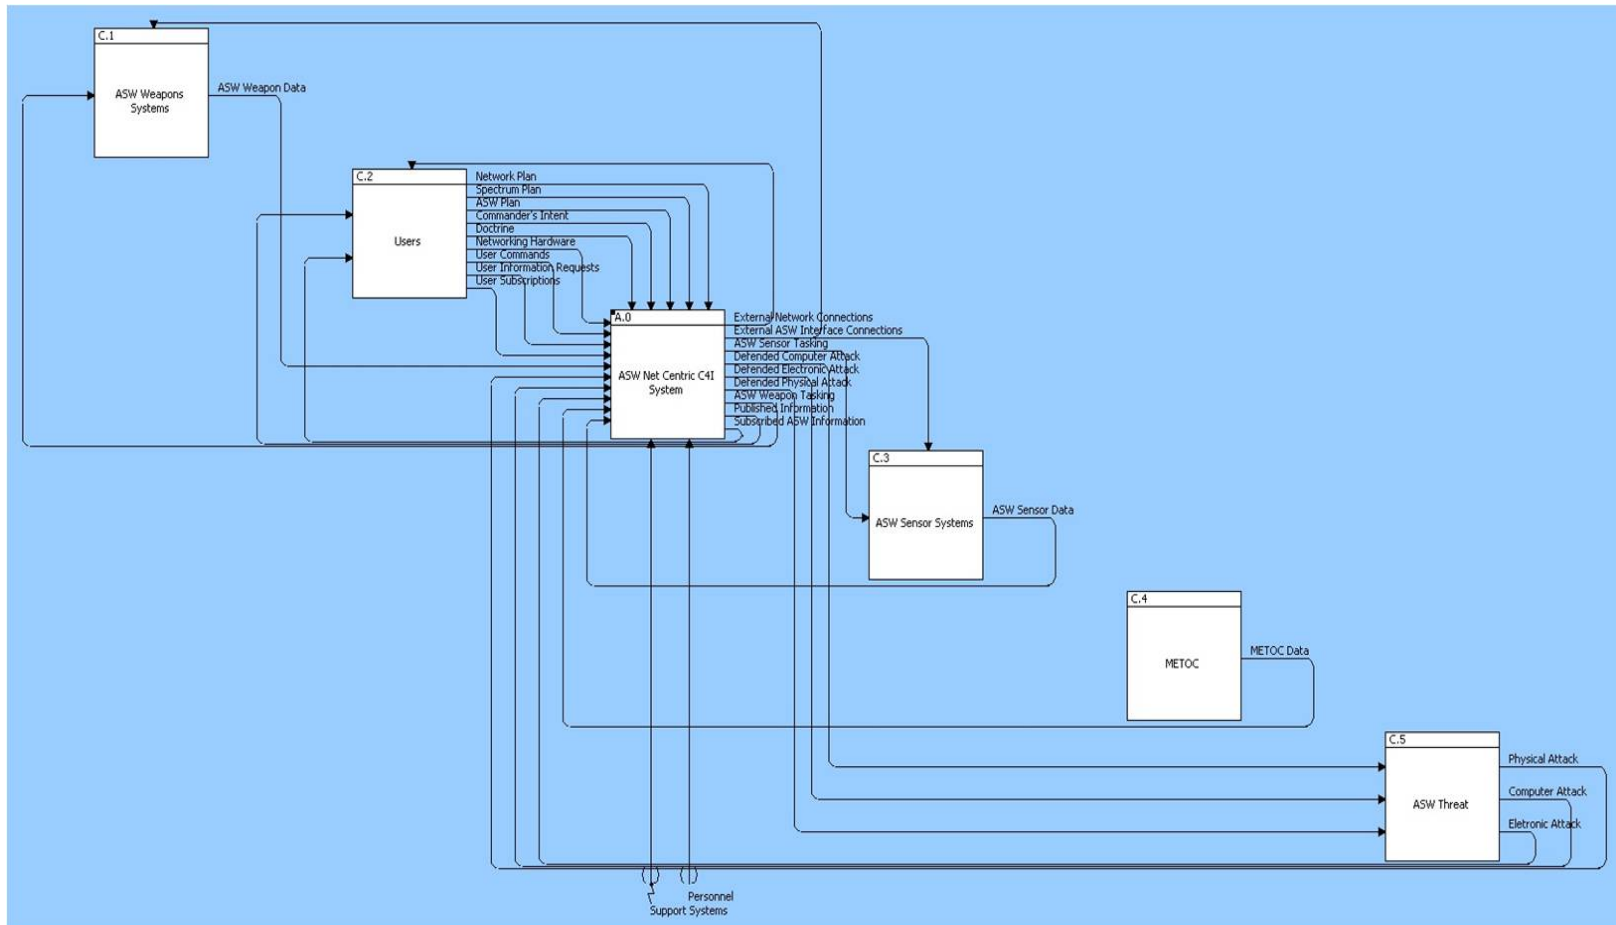 C.1
ASW Weapons
Systems
ASW Weapon Data
C.2
Users
Network Plan
Spectrum Plan
ASW Plan
Commander's Intent
Doctrine
Networking Hardware
User Commands
User Information Requests
User Subscriptions
A.0
ASW Net Centric C4I
System
External Network Connections
External ASW Interface Connections
ASW Sensor Tasking
Defended Computer Attack
Defended Electronic Attack
Defended Physical Attack
ASW Weapon Tasking
Published Information
Subscribed ASW Information
C.3
ASW Sensor Systems
ASW Sensor Data
C.4
METOC
METOC Data
C.5
ASW Threat
Physical Attack
Computer Attack
Eletronic Attack
Personnel
Support Systems